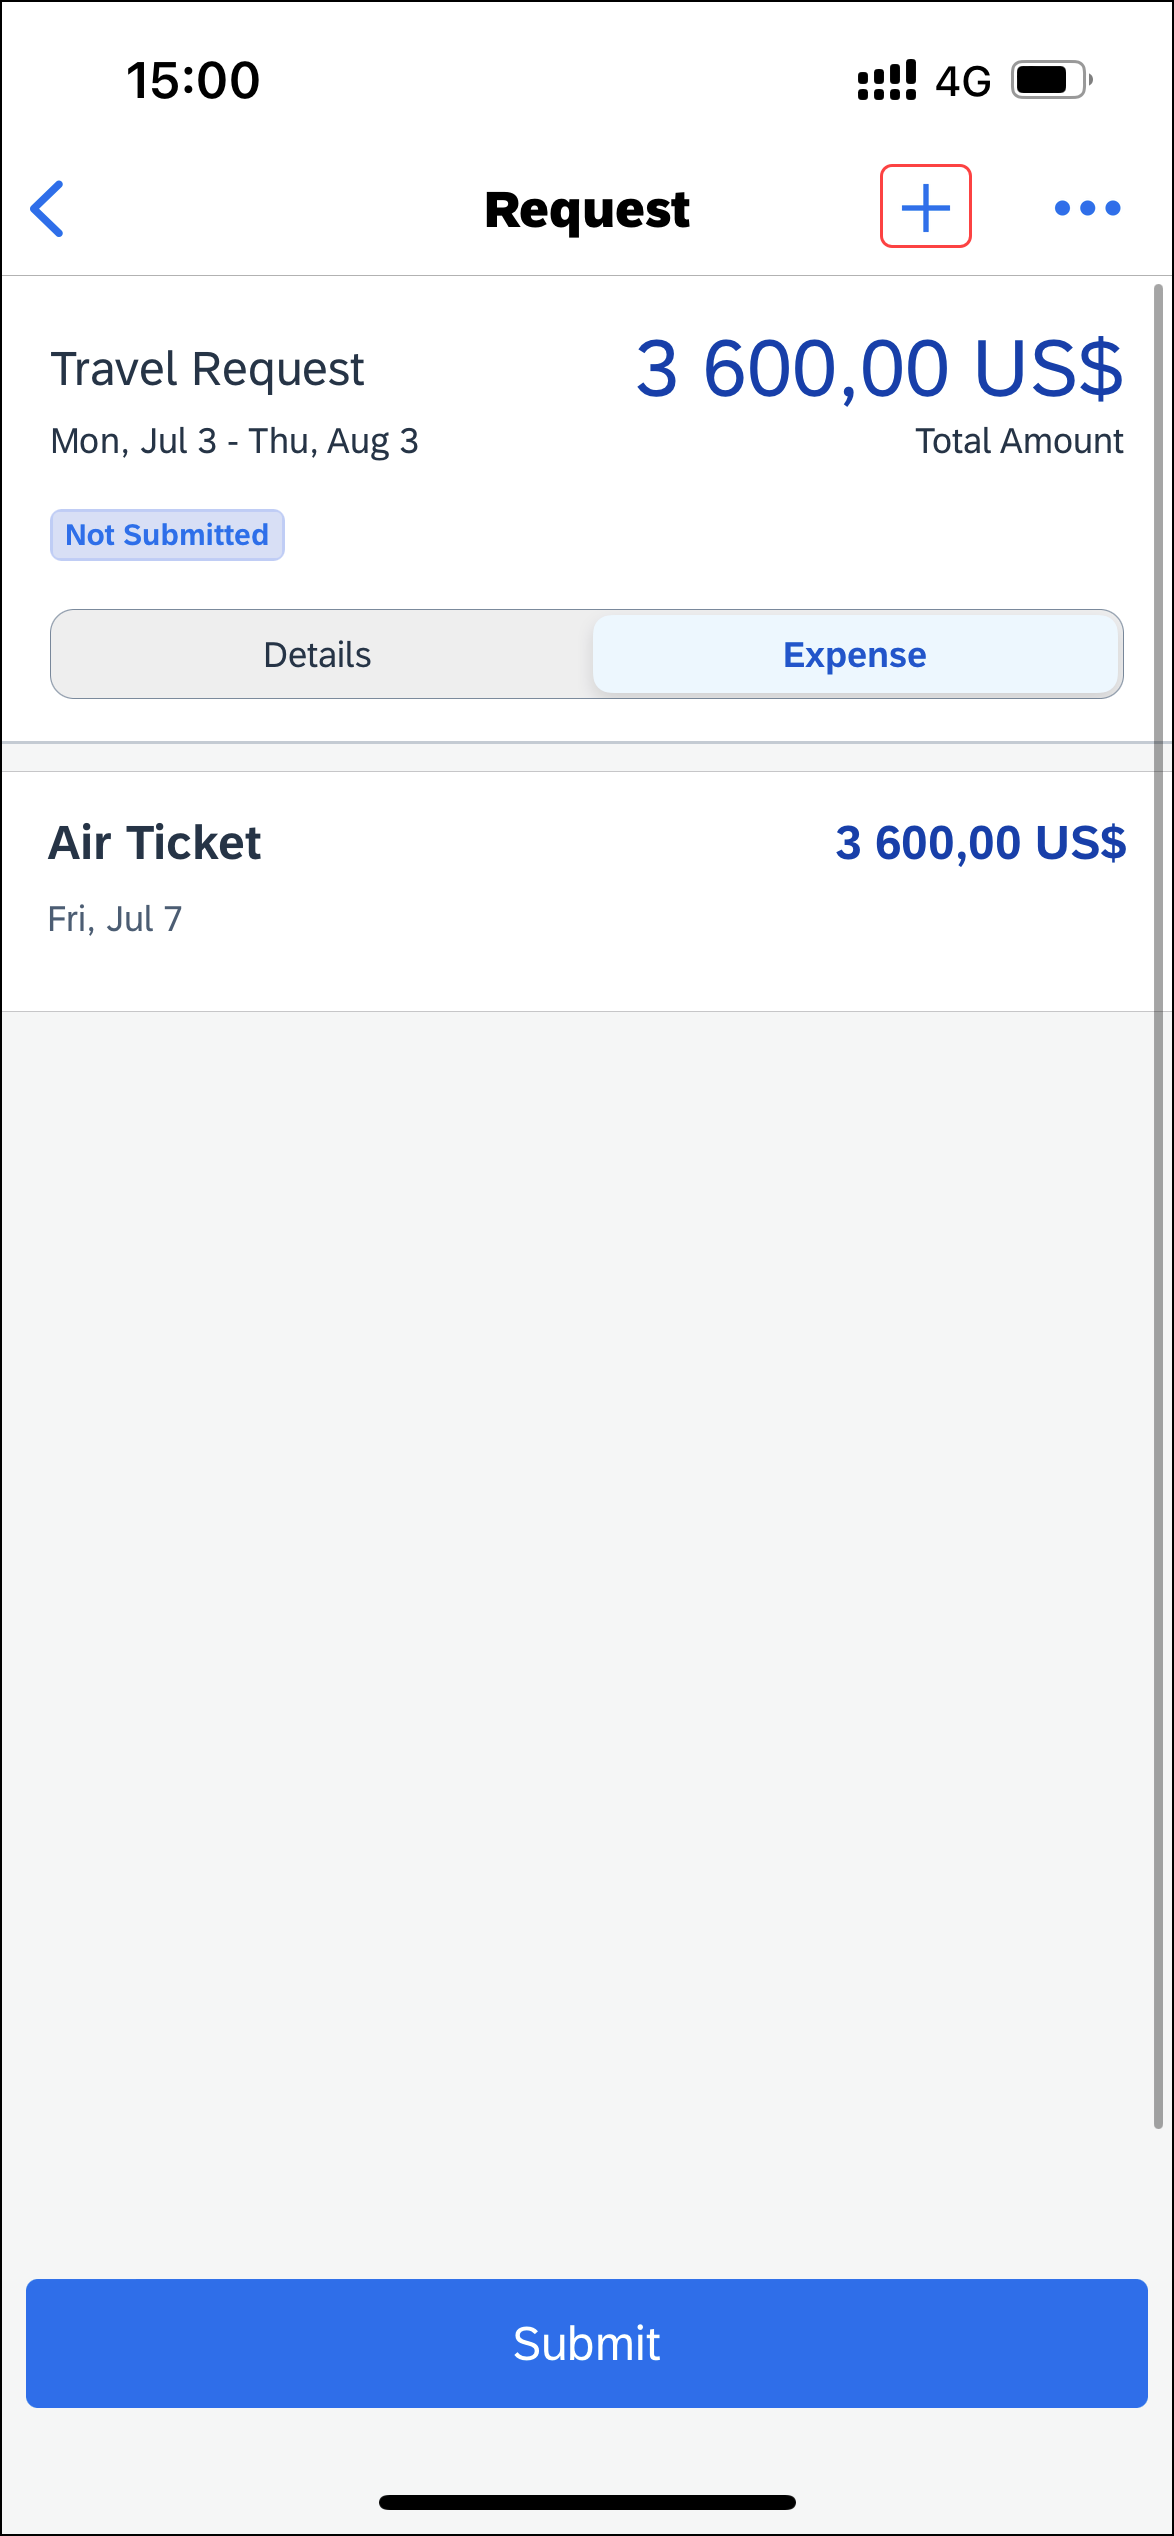 15:00 4G
Request
Travel Request 3 600,00 US$
Mon, Jul 3 - Thu, Aug 3 Total Amount
Not Submitted
Details Expense
Air Ticket 3 600,00 US$
Fri, Jul 7
Submit